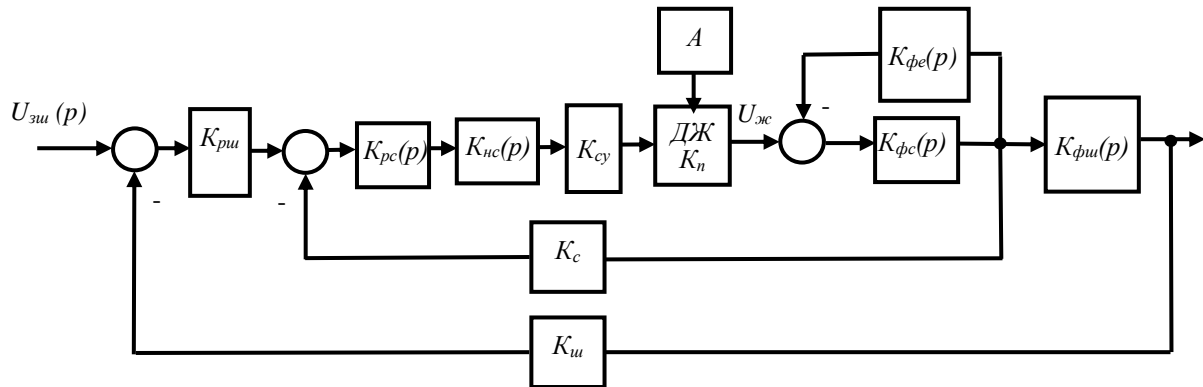 A
K_фе(p)
U_зш (p)
U_ж
-
K_рш
K_рс(p)
K_нс(p)
K_су
ДЖ
K_п
K_фс(p)
K_фш(p)
-
-
K_с
K_ш